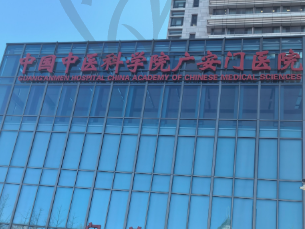 中国中医科学院广安门医院
GUANG'ANMEN HOSPITAL, CHINA ACADEMY OF CHINESE MEDICAL SCIENCES